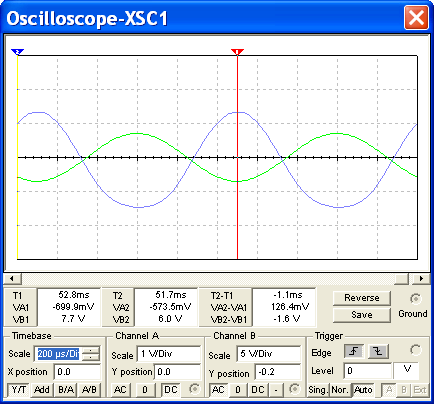 Oscilloscope-XSC1
2
1
T1 52.8ms T2 51.7ms T2-T1 -1.1ms Reverse
VA1 -699.9mV VA2 -573.5mV VA2-VA1 126.4mV
VB1 7.7 V VB2 6.0 V VB2-VB1 -1.6 V Save Ground
Timebase Channel A Channel B Trigger
Scale 200 µs/Div Scale 1 V/Div Scale 5 V/Div Edge
X position 0.0 Y position 0.0 Y position -0.2 Level 0 V
Y/T Add B/A A/B AC 0 DC AC 0 DC - Sing. Nor. Auto A B Ext